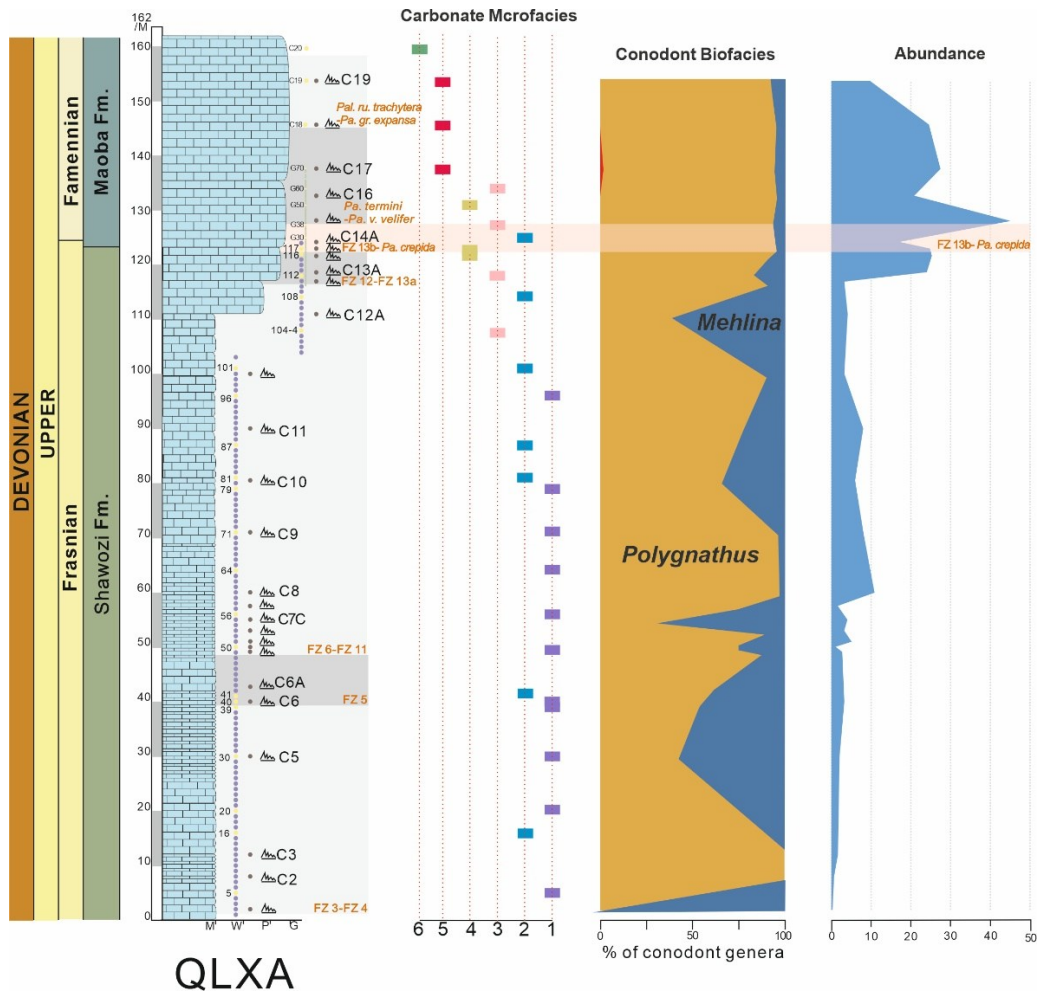 Carbonate Mcrofacies
162
/M
Conodont Biofacies
Abundance
160
C20
C19
C19
150
Pal. ru. trachytera
-Pa. gr. expansa
C18
140
G70
C17
G60
C16
G50
Pa. termini
-Pa. v. velifer
130
G38
G30
C14A
117
FZ 13b- Pa. crepida
FZ 13b- Pa. crepida
116
120
C13A
112
FZ 12-FZ 13a
108
110
C12A
104-4
Mehlina
101
100
96
90
C11
87
81
C10
80
79
71
C9
70
64
Polygnathus
60
C8
56
C7C
50
50
FZ 6-FZ 11
C6A
41
40
40
C6
FZ 5
39
30
30
C5
20
20
16
10
C3
C2
5
FZ 3-FZ 4
0
M'
W'
P'
G
6
5
4
3
2
1
0
100
% of conodont genera
0
10
20
30
40
50
DEVONIAN
UPPER
Famennian
Frasnian
Maoba Fm.
Shawozi Fm.
QLXA